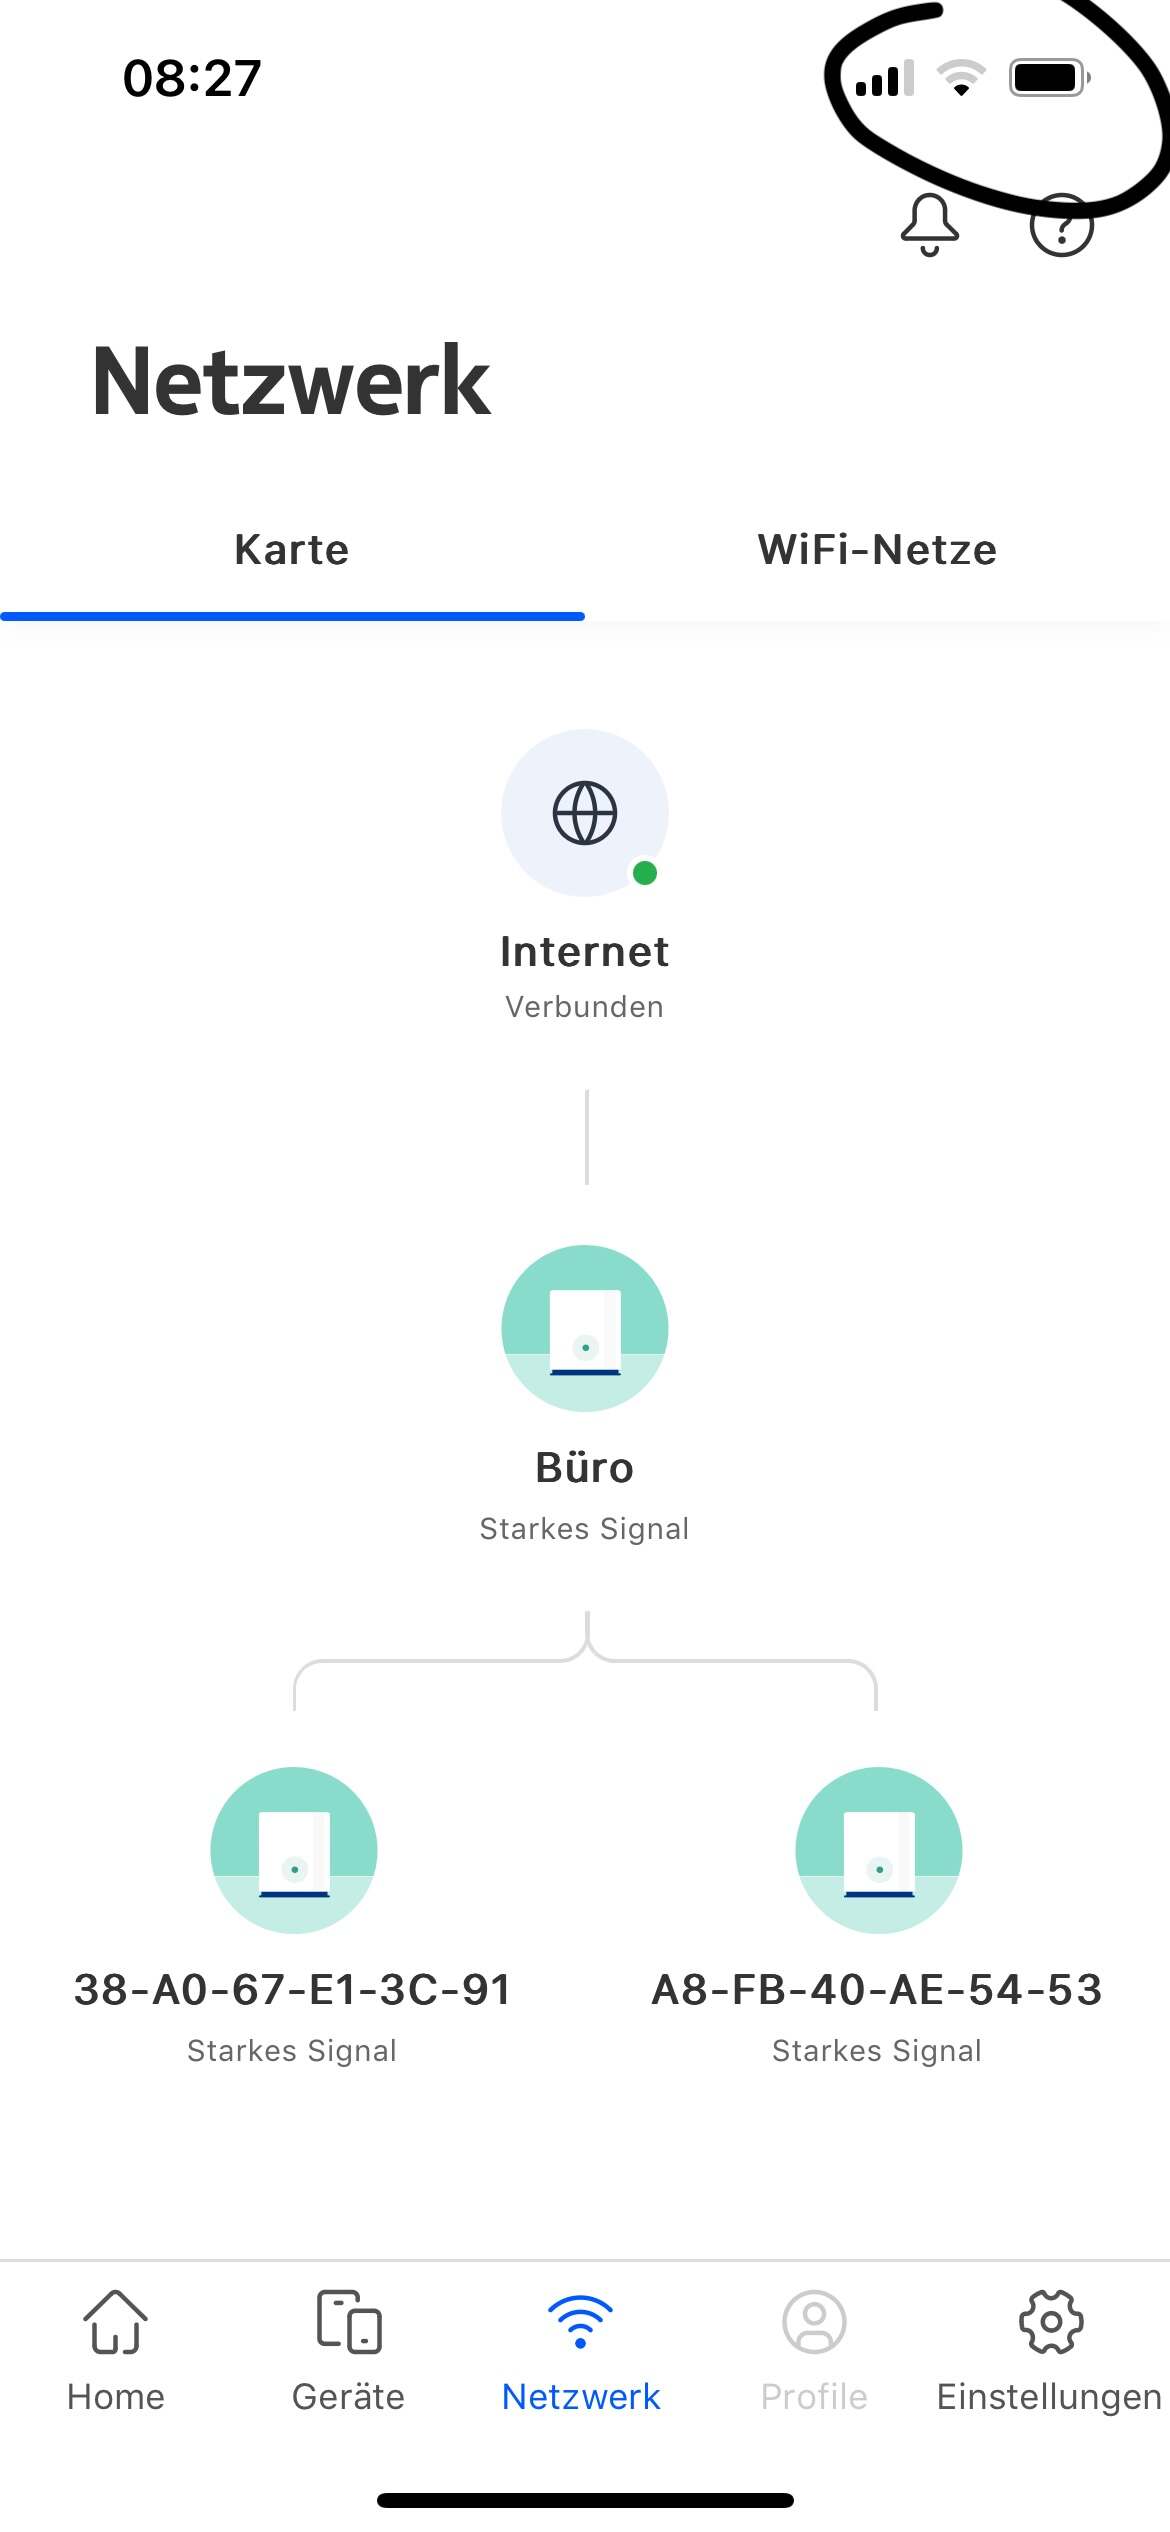 08:27
Netzwerk
Karte
WiFi-Netze
Internet
Verbunden
Büro
Starkes Signal
38-A0-67-E1-3C-91
A8-FB-40-AE-54-53
Starkes Signal
Starkes Signal
Home
Geräte
Netzwerk
Profile
Einstellungen